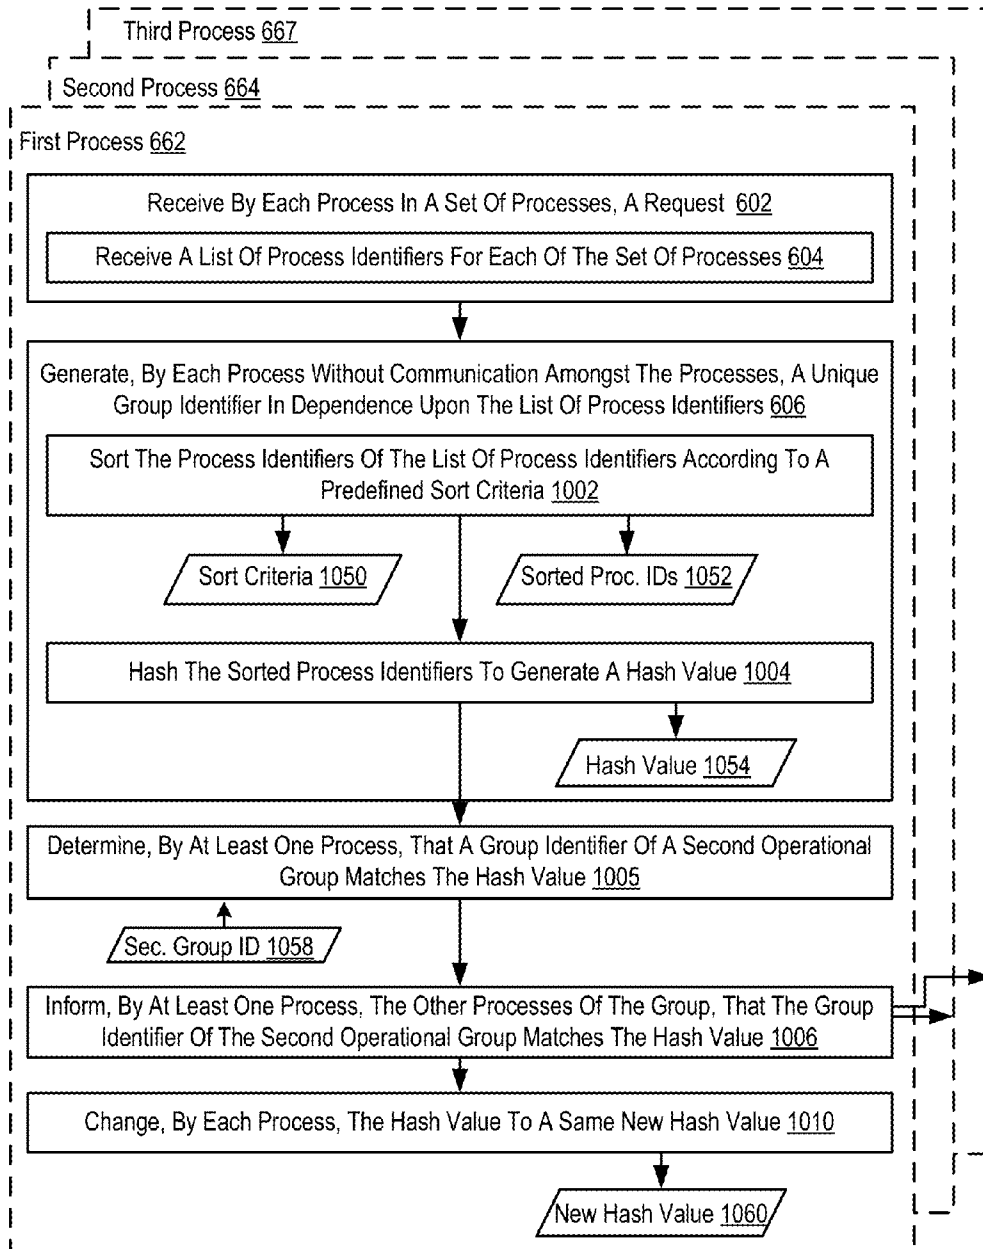 Third Process 667
Second Process 664
First Process 662
Receive By Each Process In A Set Of Processes, A Request 602
Receive A List Of Process Identifiers For Each Of The Set Of Processes 604
Generate, By Each Process Without Communication Amongst The Processes, A Unique
Group Identifier In Dependence Upon The List Of Process Identifiers 606
Sort The Process Identifiers Of The List Of Process Identifiers According To A
Predefined Sort Criteria 1002
Sort Criteria 1050
Sorted Proc. IDs 1052
Hash The Sorted Process Identifiers To Generate A Hash Value 1004
Hash Value 1054
Determine, By At Least One Process, That A Group Identifier Of A Second Operational
Group Matches The Hash Value 1005
Sec. Group ID 1058
Inform, By At Least One Process, The Other Processes Of The Group, That The Group
Identifier Of The Second Operational Group Matches The Hash Value 1006
Change, By Each Process, The Hash Value To A Same New Hash Value 1010
New Hash Value 1060